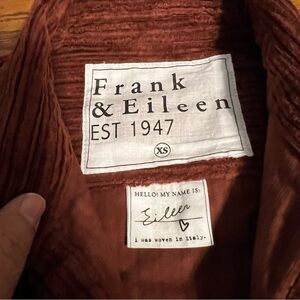 Frank
& Eileen
EST 1947
XS
HELLO! MY NAME IS:
Eileen
i was woven in italy.